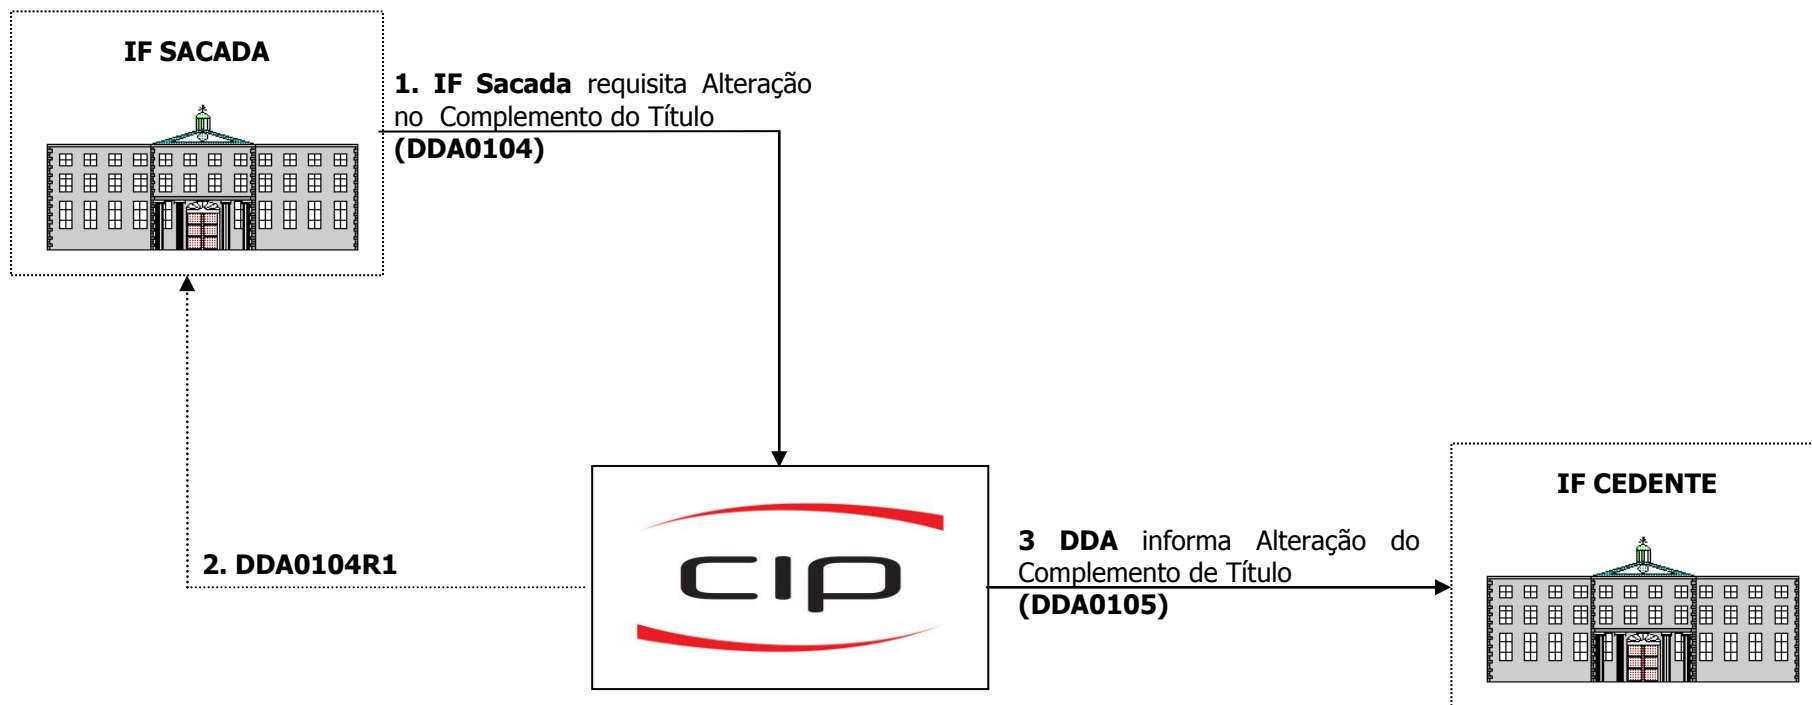 IF SACADA
1. IF Sacada requisita Alteração
no Complemento do Título
(DDA0104)
2. DDA0104R1
cip
3 DDA informa Alteração do
Complemento de Título
(DDA0105)
IF CEDENTE